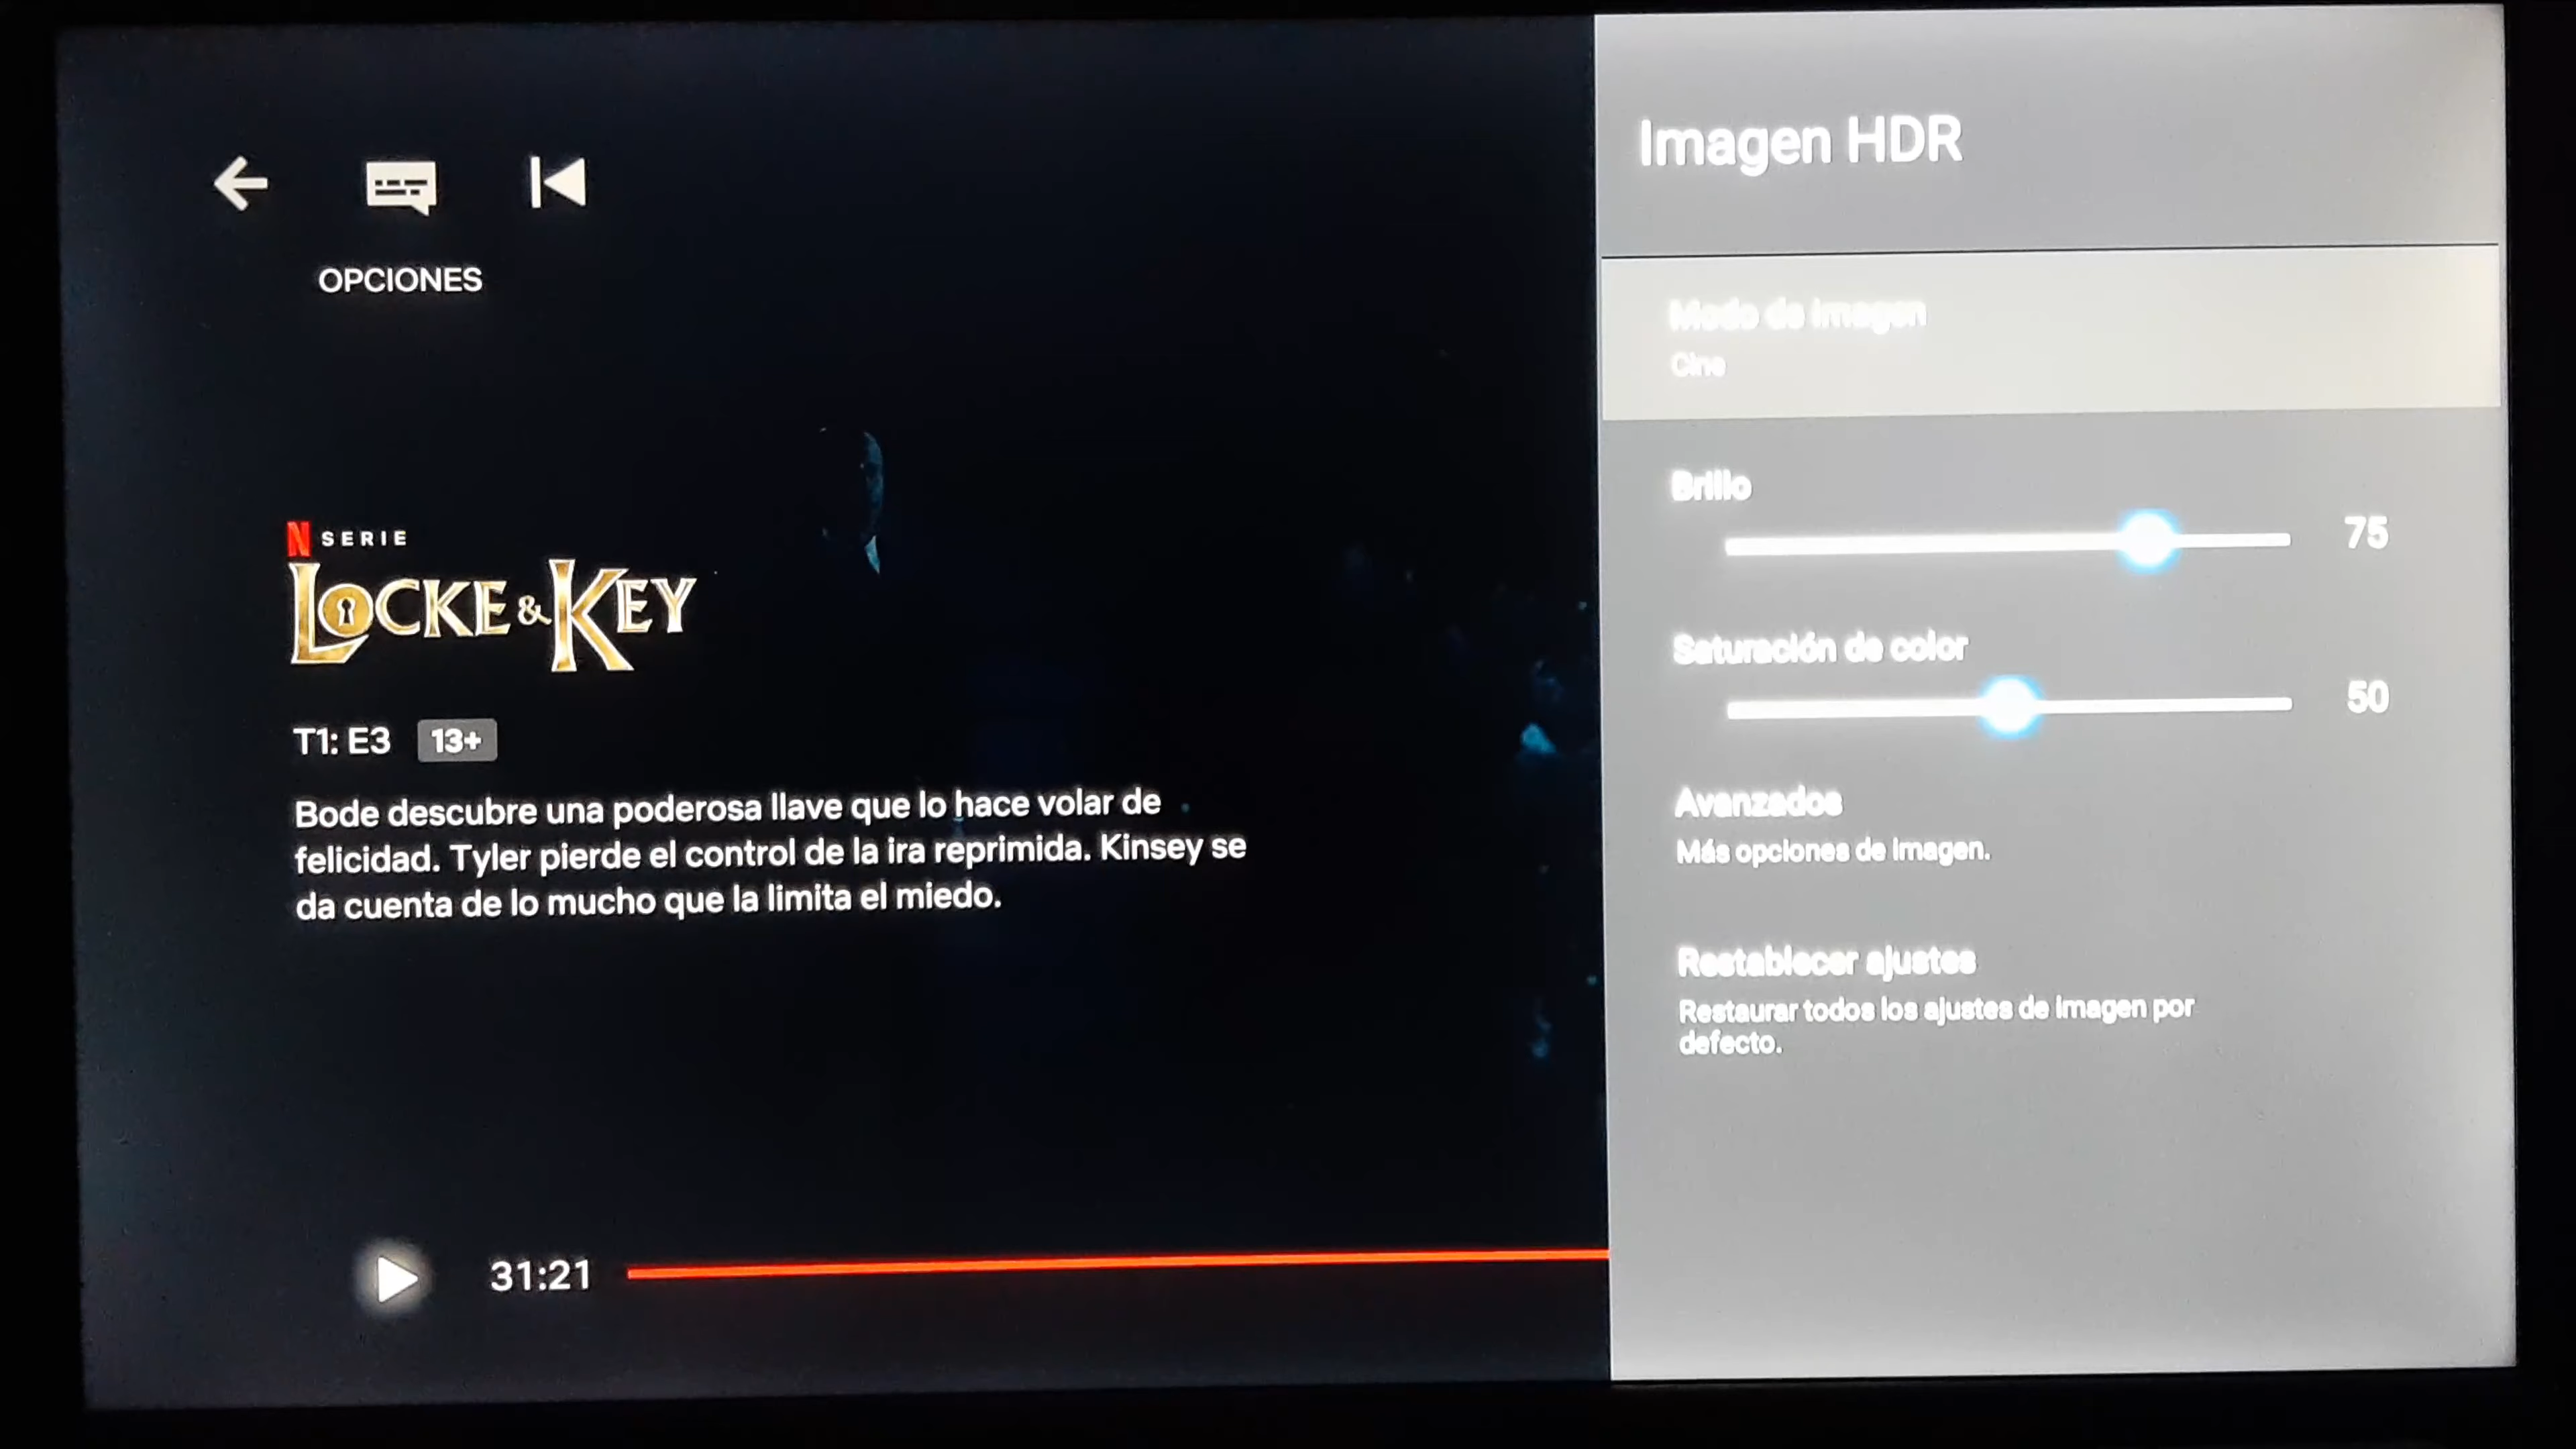 OPCIONES
N SERIE
LOCKE & KEY
T1: E3 13+
Bode descubre una poderosa llave que lo hace volar de
felicidad. Tyler pierde el control de la ira reprimida. Kinsey se
da cuenta de lo mucho que la limita el miedo.
31:21
Imagen HDR
Modo de imagen
Cine
Brillo
75
Saturación de color
50
Avanzados
Más opciones de imagen.
Restablecer ajustes
Restaurar todos los ajustes de imagen por
defecto.